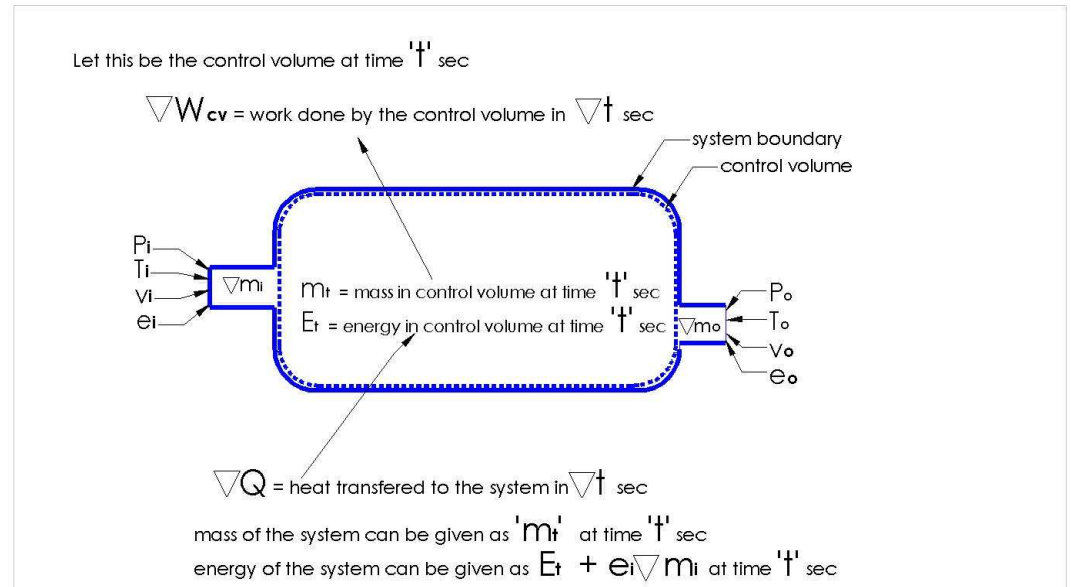 Let this be the control volume at time 't' sec
▽Wcv = work done by the control volume in ▽t sec
system boundary
control volume
Pi
Ti
vi
ei
▽mi
mt = mass in control volume at time 't' sec
Et = energy in control volume at time 't' sec
▽mo
Po
To
vo
eo
▽Q = heat transfered to the system in ▽t sec
mass of the system can be given as 'mt' at time 't' sec
energy of the system can be given as Et + ei▽mi at time 't' sec